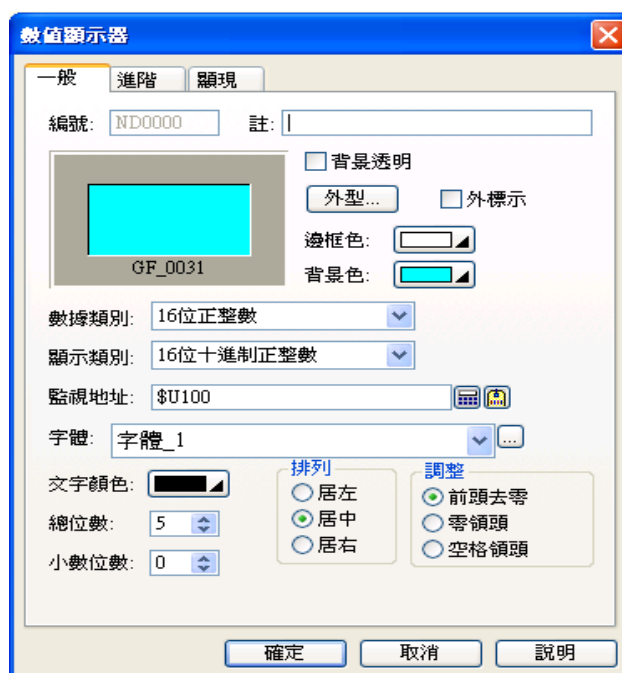 數值顯示器
一般 進階 顯現
編號: ND0000 註:
背景透明
外型... 外標示
邊框色:
GF_0031
背景色:
數據類別: 16位正整數
顯示類別: 16位十進制正整數
監視地址: $U100
字體: 字體_1 ...
文字顏色: 排列 調整
居左 前頭去零
總位數: 5 居中 零領頭
小數位數: 0 居右 空格領頭
確定 取消 說明